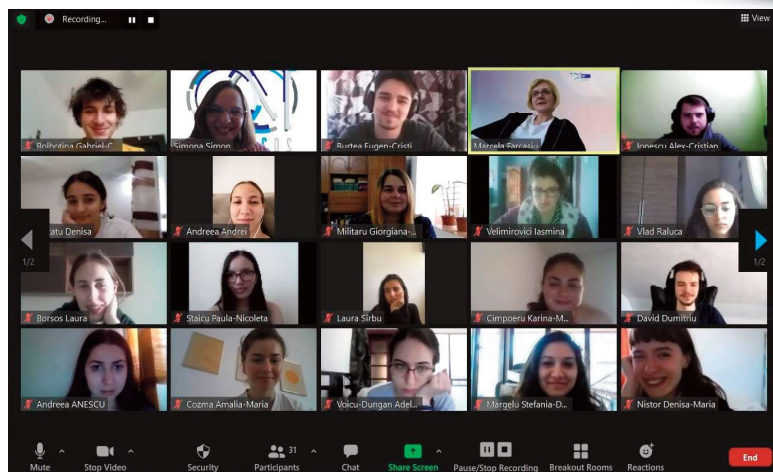 Recording...
View
Bolbotina Gabriel-C...
Simona Simon
Burtea Eugen-Cristi
Marcela Farcasiu
Ionescu Alex-Cristian
Denisa
Andreea Andrei
Militaru Giorgiana-...
Velimirovici Iasmina
Vlad Raluca
1/2
1/2
Borsos Laura
Staicu Paula-Nicoleta
Laura Sîrbu
Cimpoeru Karina-M...
David Dumitriu
Andreea ANESCU
Cozma Amalia-Maria
Voicu-Dungan Adel...
Margelu Stefania-D...
Nistor Denisa-Maria
31
Mute
Stop Video
Security
Participants
Chat
Share Screen
Pause/Stop Recording
Breakout Rooms
Reactions
End